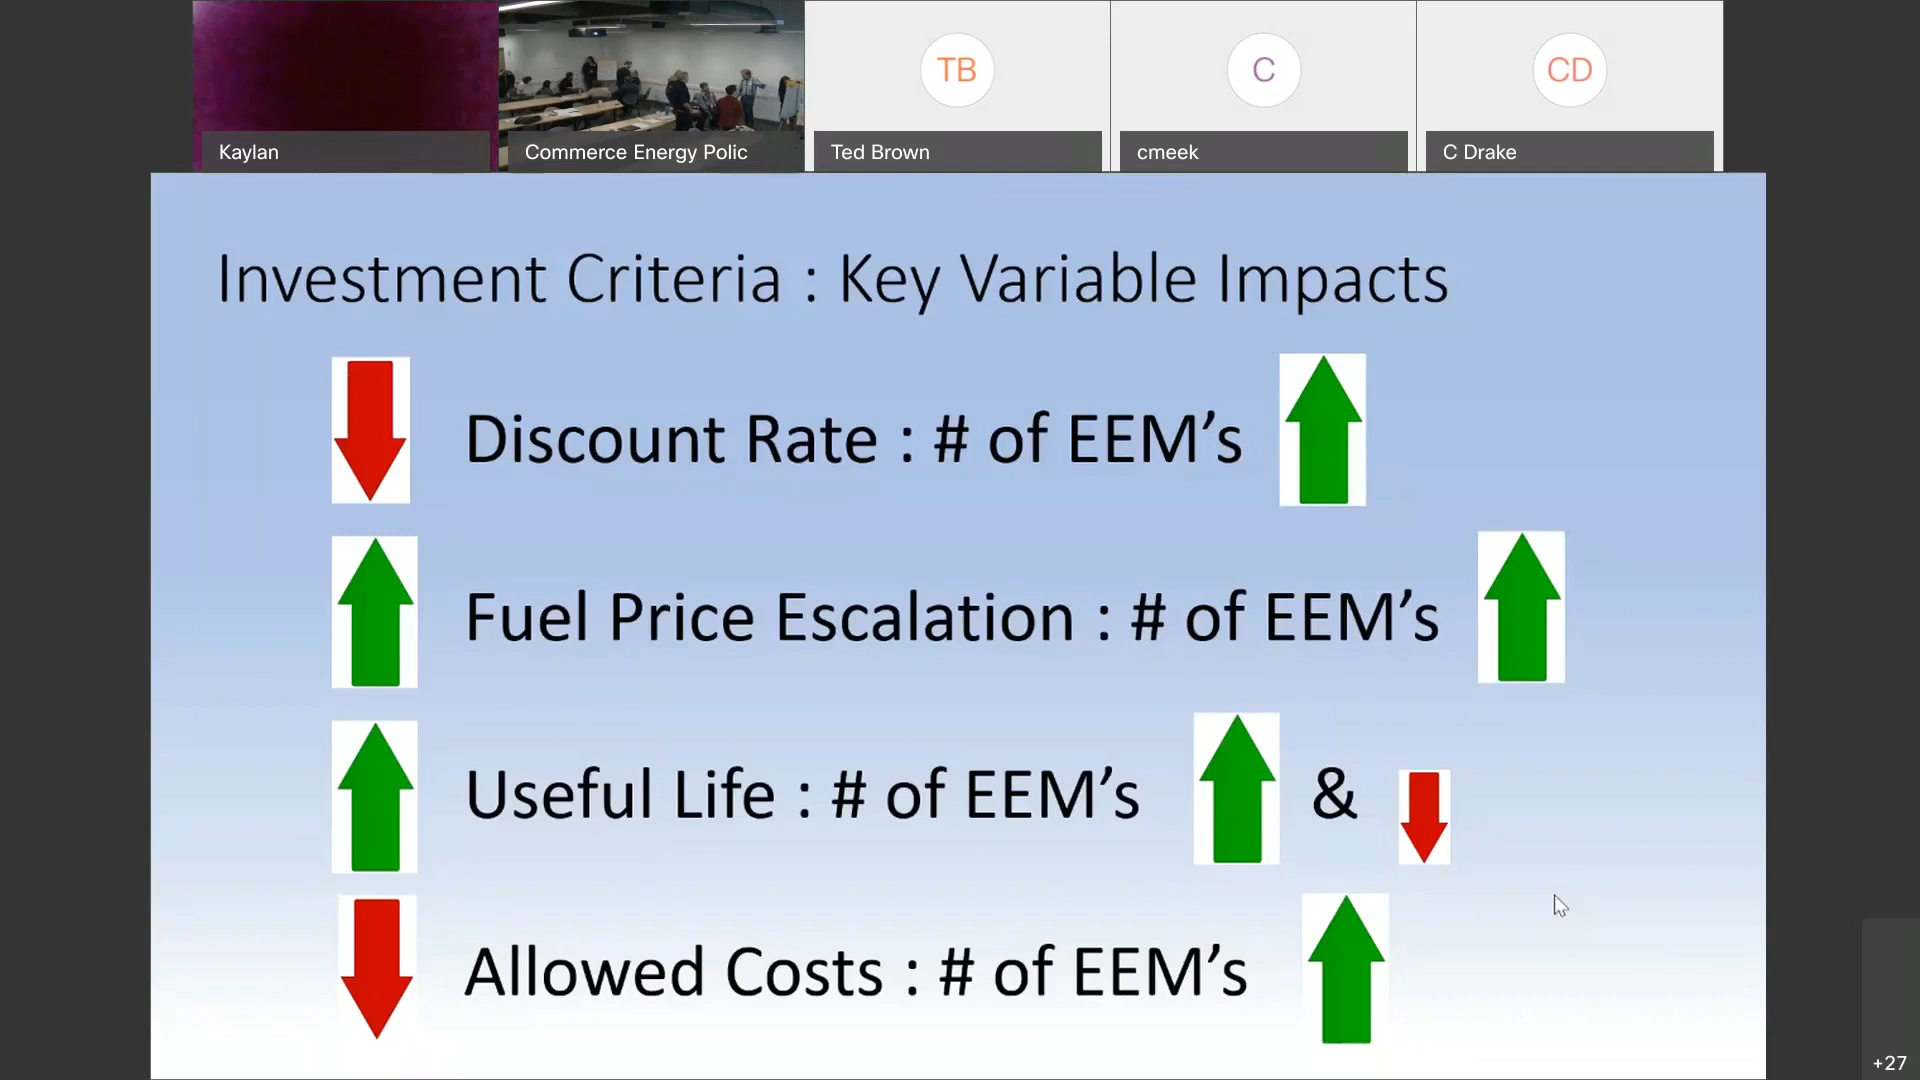 TB
C
CD
Kaylan
Commerce Energy Polic
Ted Brown
cmeek
C Drake
Investment Criteria : Key Variable Impacts
Discount Rate : # of EEM’s
Fuel Price Escalation : # of EEM’s
Useful Life : # of EEM’s &
Allowed Costs : # of EEM’s
+27